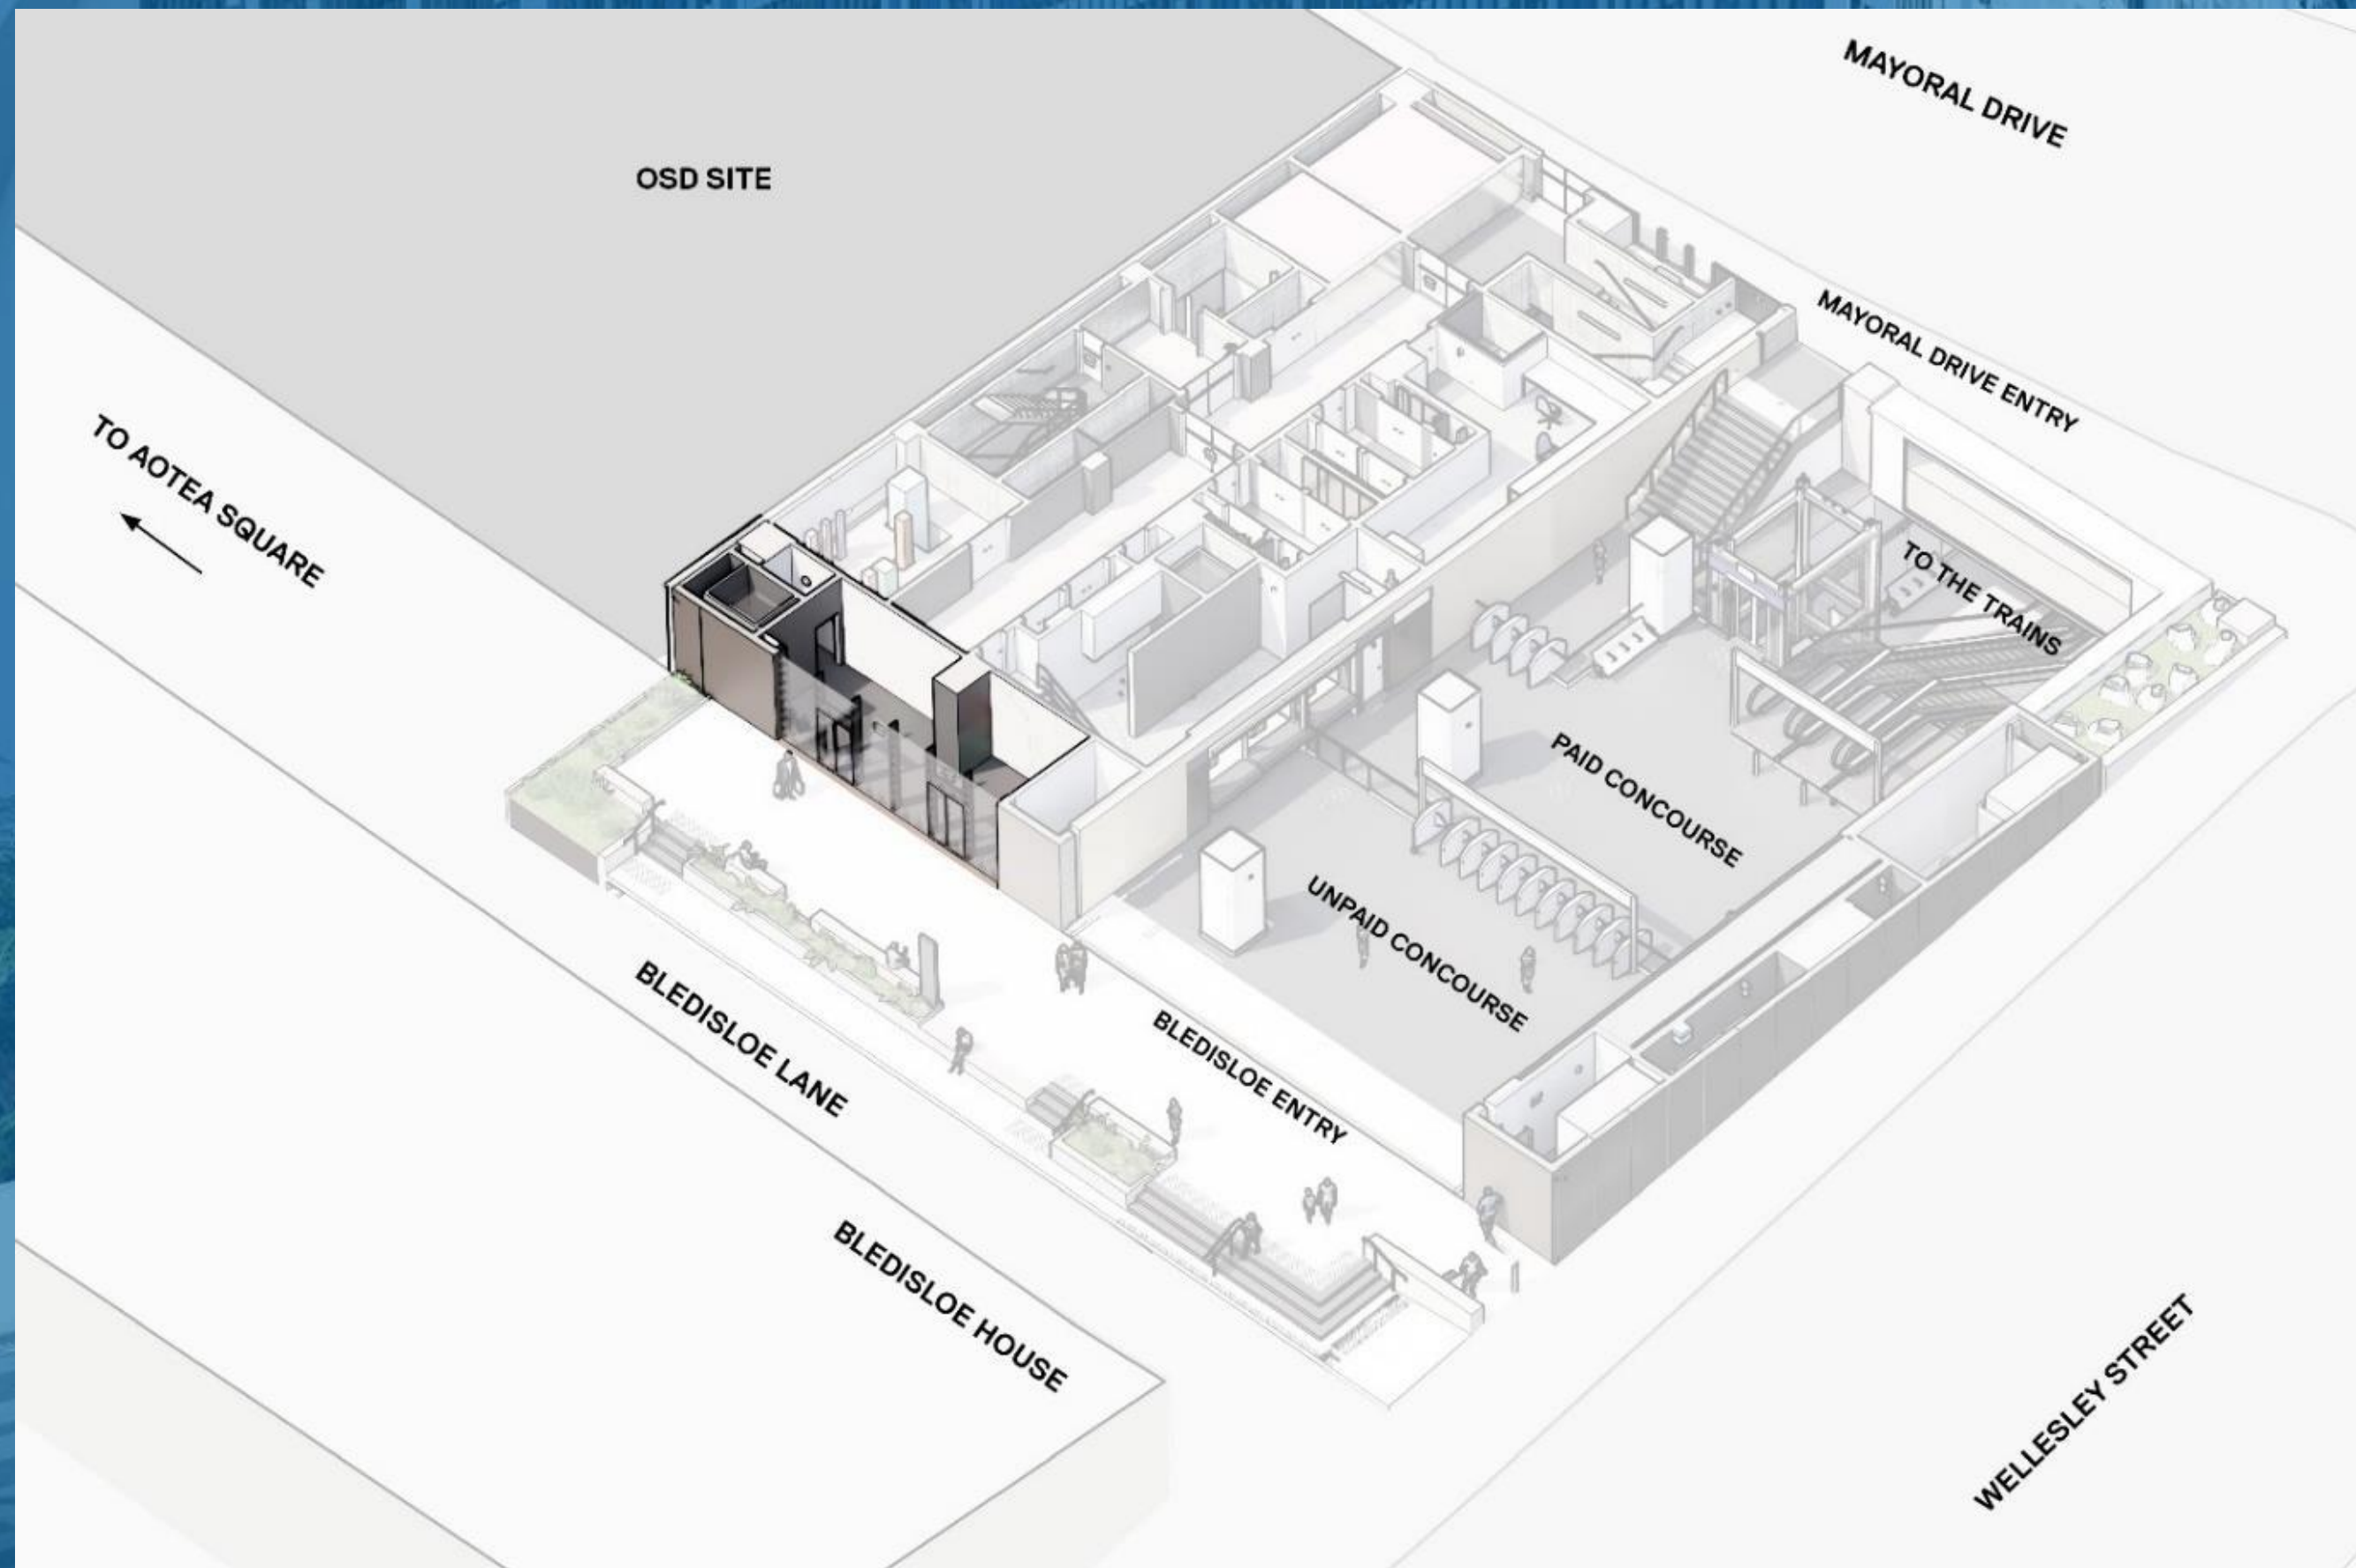 MAYORAL DRIVE
OSD SITE
MAYORAL DRIVE ENTRY
TO AOTEA SQUARE
TO THE TRAINS
PAID CONCOURSE
UNPAID CONCOURSE
BLEDISLOE LANE
BLEDISLOE ENTRY
BLEDISLOE HOUSE
WELLESLEY STREET